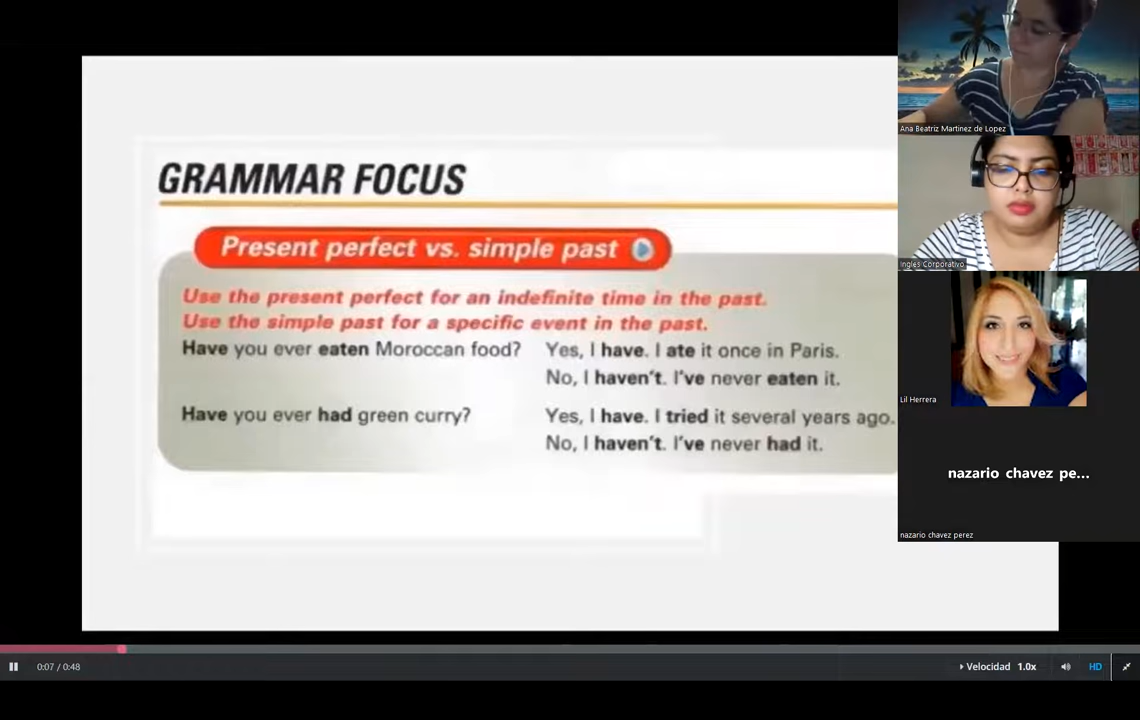 GRAMMAR FOCUS
Present perfect vs. simple past
Use the present perfect for an indefinite time in the past.
Use the simple past for a specific event in the past.
Have you ever eaten Moroccan food?
Yes, I have. I ate it once in Paris.
No, I haven't. I've never eaten it.
Have you ever had green curry?
Yes, I have. I tried it several years ago.
No, I haven't. I've never had it.
Ana Beatriz Martinez de Lopez
Ingles Corporativo
Lil Herrera
nazario chavez pe...
nazario chavez perez
0:07 / 0:48
Velocidad 1.0x
HD